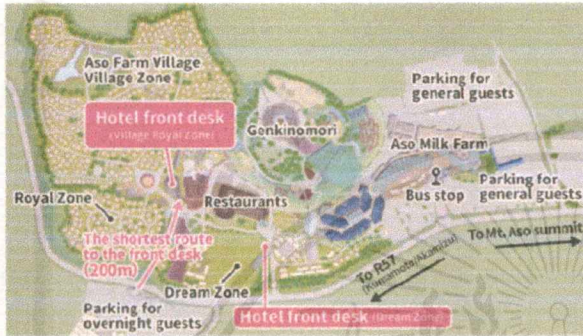 Aso Farm Village
Village Zone
Parking for
general guests
Hotel front desk
(Village Royal Zone)
Genkinomori
Aso Milk Farm
Bus stop
Parking for
general guests
Royal Zone
Restaurants
The shortest route
to the front desk
(200m)
To Mt. Aso summit
To R57
(Kumamoto/Akamizu)
Dream Zone
Parking for
overnight guests
Hotel front desk (Dream Zone)